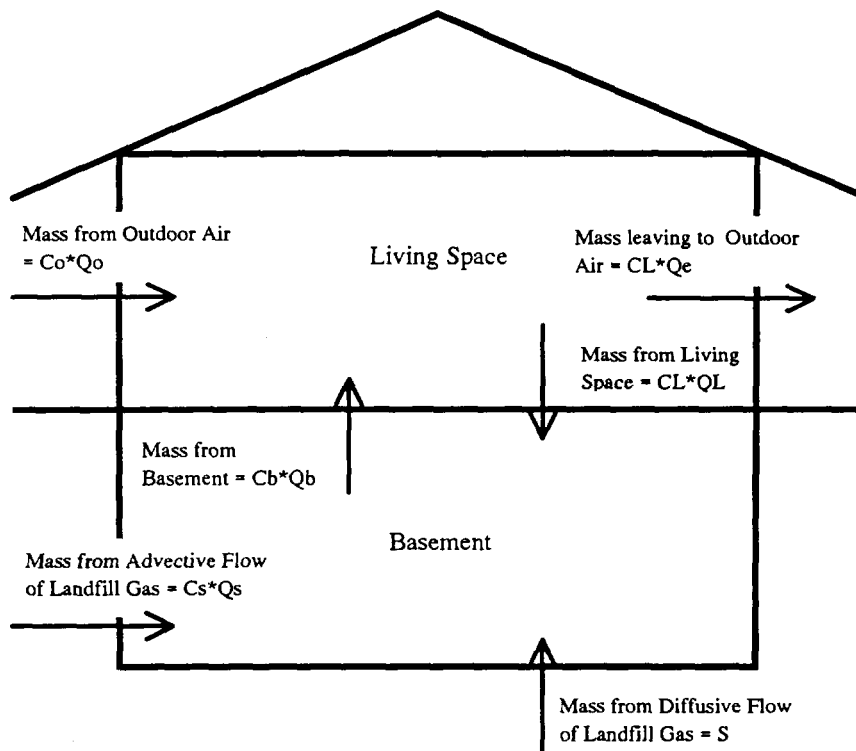 Mass from Outdoor Air
= Co*Qo
Living Space
Mass leaving to Outdoor
Air = CL*Qe
Mass from Living
Space = CL*QL
Mass from
Basement = Cb*Qb
Basement
Mass from Advective Flow
of Landfill Gas = Cs*Qs
Mass from Diffusive Flow
of Landfill Gas = S